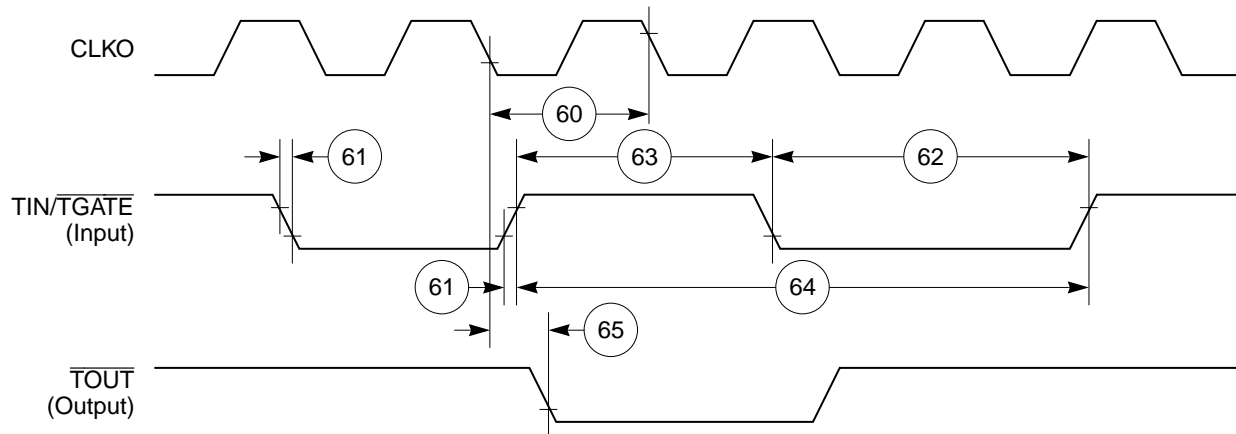 CLKO
60
61
63
62
TIN/TGATE
(Input)
61
64
65
TOUT
(Output)